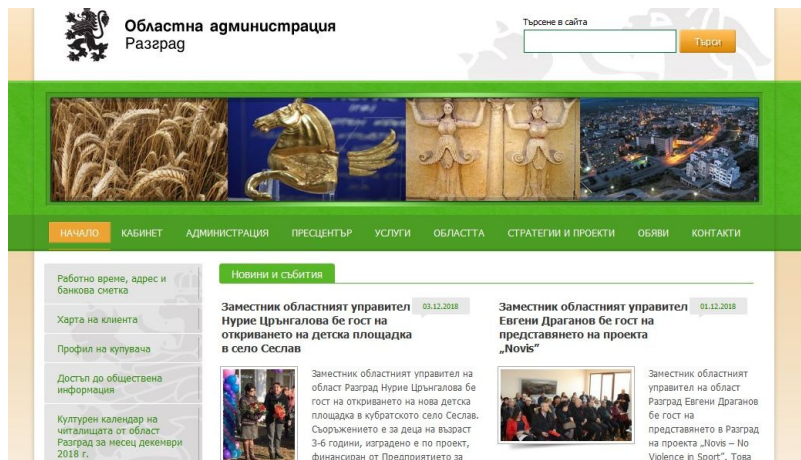 Областна администрация
Разград
Търсене в сайта
Търси
НАЧАЛО КАБИНЕТ АДМИНИСТРАЦИЯ ПРЕСЦЕНТЪР УСЛУГИ ОБЛАСТТА СТРАТЕГИИ И ПРОЕКТИ ОБЯВИ КОНТАКТИ
Работно време, адрес и
банкова сметка
Харта на клиента
Профил на купувача
Достъп до обществена
информация
Културен календар на
читалищата от област
Разград за месец декември
2018 г.
Новини и събития
Заместник областният управител
Нурие Црънгалова бе гост на
откриването на детска площадка
в село Сеслав
03.12.2018
Заместник областният управител на
област Разград Нурие Црънгалова бе
гост на откриването на нова детска
площадка в кубратското село Сеслав.
Съоръжението е за деца на възраст
3-6 години, изградено е по проект,
финансиран от Предприятието за
Заместник областният управител
Евгени Драганов бе гост на
представянето на проекта
„Novis”
01.12.2018
Заместник областният
управител на област
Разград Евгени Драганов
бе гост на
представянето в Разград
на проекта „Novis – No
Violence in Sport”. Това